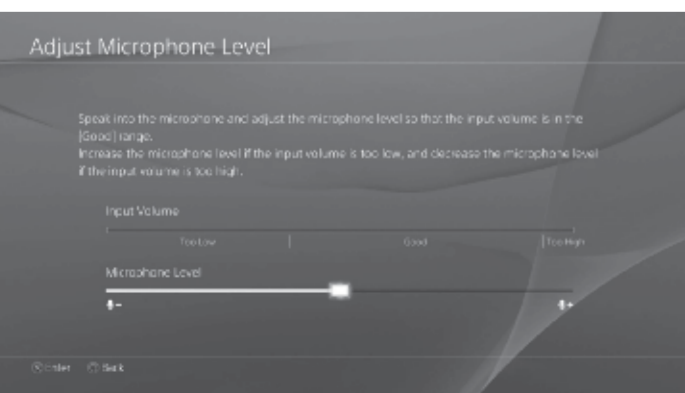 Adjust Microphone Level
Speak into the microphone and adjust the microphone level so that the input volume is in the
[Good] range.
Increase the microphone level if the input volume is too low, and decrease the microphone level
if the input volume is too high.
Input Volume
Too Low Good Too High
Microphone Level
- +
Enter Back